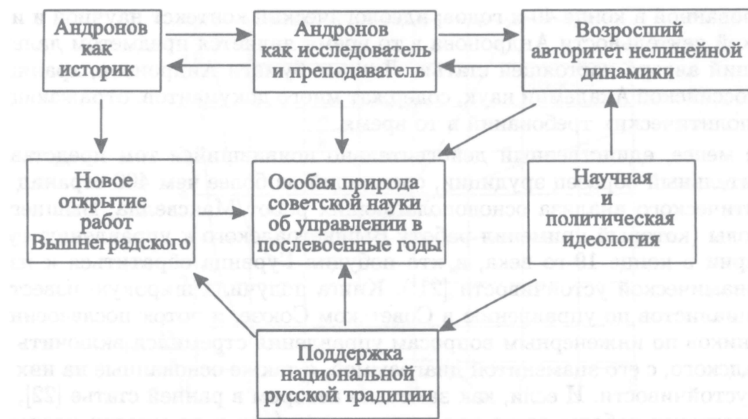 Андронов
как
историк
Андронов
как исследователь
и преподаватель
Возросший
авторитет нелинейной
динамики
Новое
открытие
работ
Вышнеградского
Особая природа
советской науки
об управлении в
послевоенные годы
Научная
и
политическая
идеология
Поддержка
национальной
русской традиции